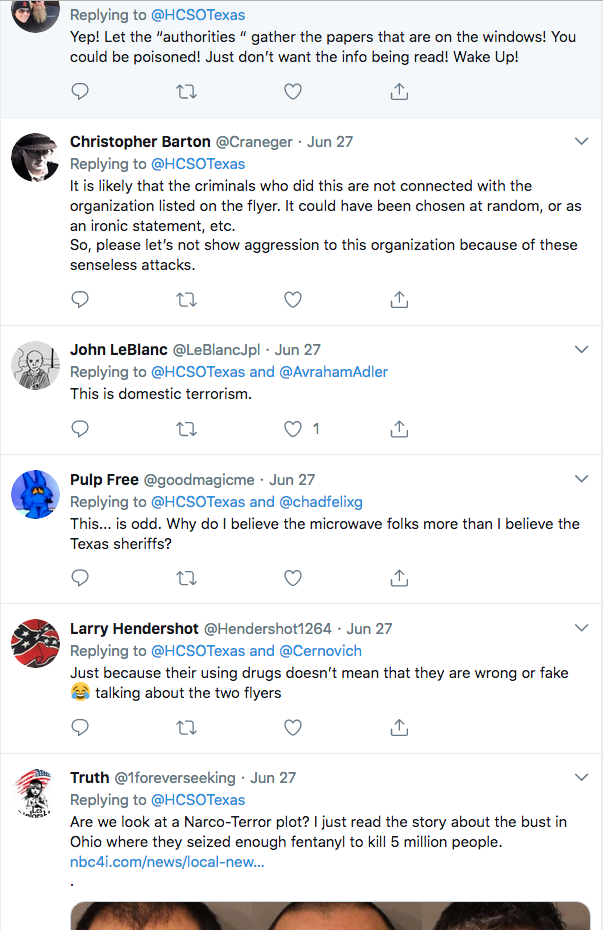 Replying to @HCSOTexas
Yep! Let the “authorities “ gather the papers that are on the windows! You
could be poisoned! Just don’t want the info being read! Wake Up!
Christopher Barton @Craneger · Jun 27
Replying to @HCSOTexas
It is likely that the criminals who did this are not connected with the
organization listed on the flyer. It could have been chosen at random, or as
an ironic statement, etc.
So, please let’s not show aggression to this organization because of these
senseless attacks.
John LeBlanc @LeBlancJpl · Jun 27
Replying to @HCSOTexas and @AvrahamAdler
This is domestic terrorism.
1
Pulp Free @goodmagicme · Jun 27
Replying to @HCSOTexas and @chadfelixg
This... is odd. Why do I believe the microwave folks more than I believe the
Texas sheriffs?
Larry Hendershot @Hendershot1264 · Jun 27
Replying to @HCSOTexas and @Cernovich
Just because their using drugs doesn’t mean that they are wrong or fake
😂 talking about the two flyers
Truth @1foreverseeking · Jun 27
Replying to @HCSOTexas
Are we look at a Narco-Terror plot? I just read the story about the bust in
Ohio where they seized enough fentanyl to kill 5 million people.
nbc4i.com/news/local-new...
.